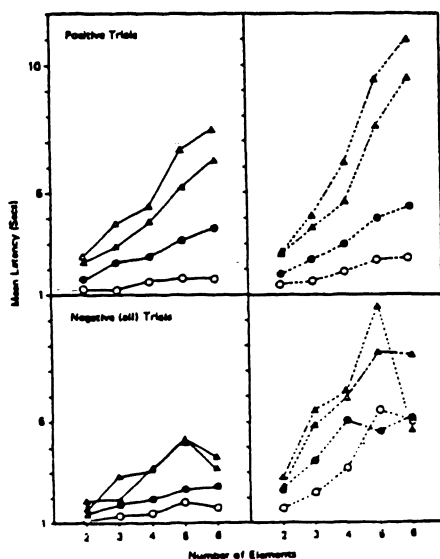 Positive Trials
10
5
1
Mean Latency (Secs)
Negative (all) Trials
5
1
2 3 4 5 6 2 3 4 5 6
Number of Elements